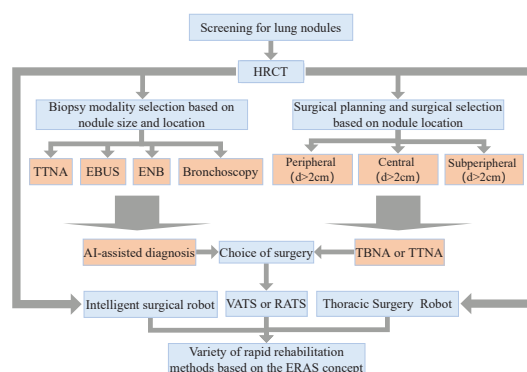 Screening for lung nodules
HRCT
Biopsy modality selection based on
nodule size and location
Surgical planning and surgical selection
based on nodule location
TTNA
EBUS
ENB
Bronchoscopy
Peripheral
(d>2cm)
Central
(d>2cm)
Subperipheral
(d>2cm)
AI-assisted diagnosis
Choice of surgery
TBNA or TTNA
Intelligent surgical robot
VATS or RATS
Thoracic Surgery Robot
Variety of rapid rehabilitation
methods based on the ERAS concept